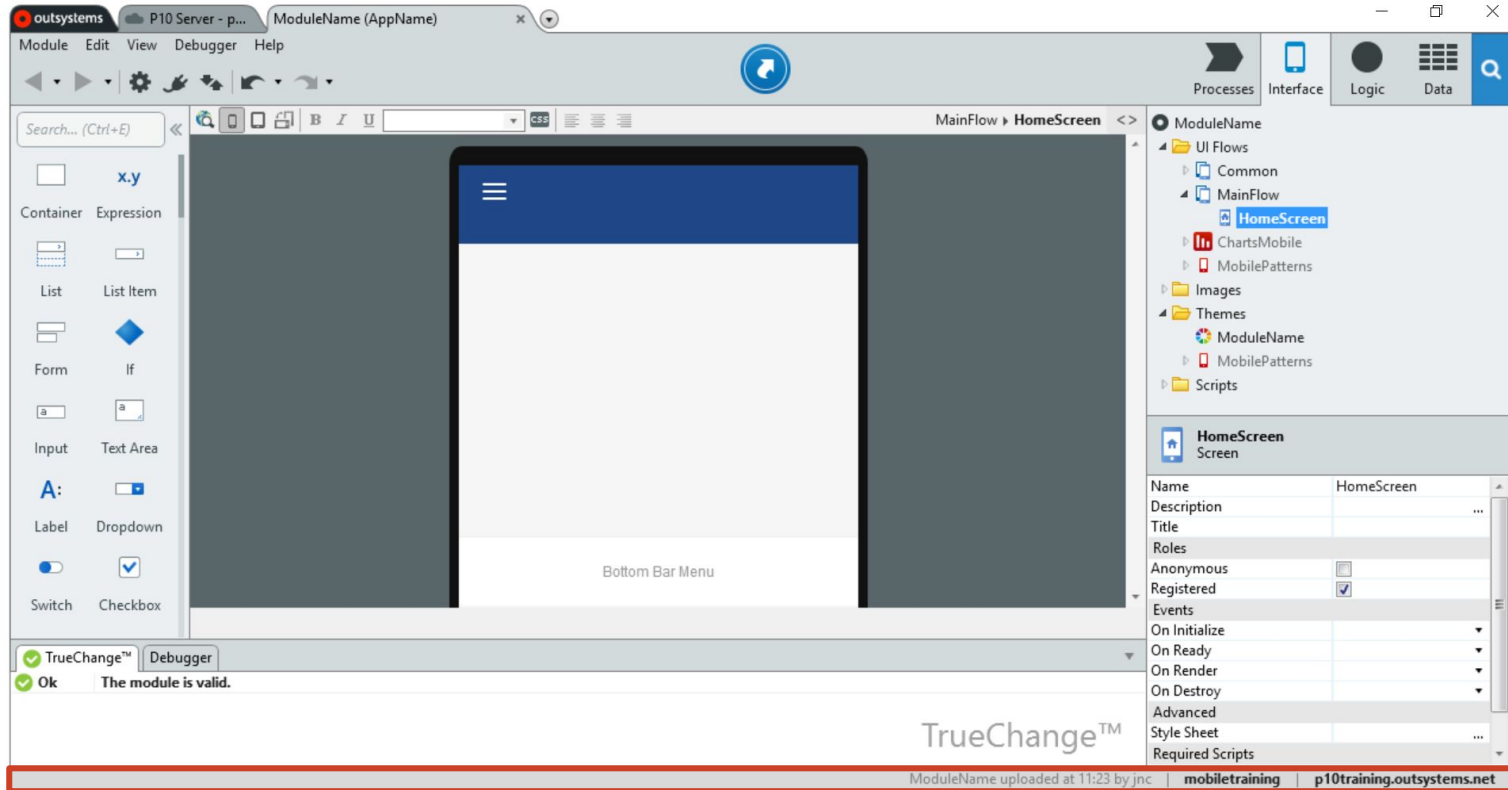 outsystems P10 Server - p... ModuleName (AppName)
Module Edit View Debugger Help
Processes Interface Logic Data
Search... (Ctrl+E)
B I U CSS MainFlow HomeScreen <>
x.y
Container Expression
List List Item
Form If
a a
Input Text Area
A:
Label Dropdown
Switch Checkbox
Bottom Bar Menu
ModuleName
UI Flows
Common
MainFlow
HomeScreen
ChartsMobile
MobilePatterns
Images
Themes
ModuleName
MobilePatterns
Scripts
HomeScreen
Screen
Name HomeScreen
Description ...
Title
Roles
Anonymous
Registered
Events
On Initialize
On Ready
On Render
On Destroy
Advanced
Style Sheet ...
Required Scripts
TrueChange™ Debugger
Ok The module is valid.
TrueChange™
ModuleName uploaded at 11:23 by jnc | mobiletraining | p10training.outsystems.net